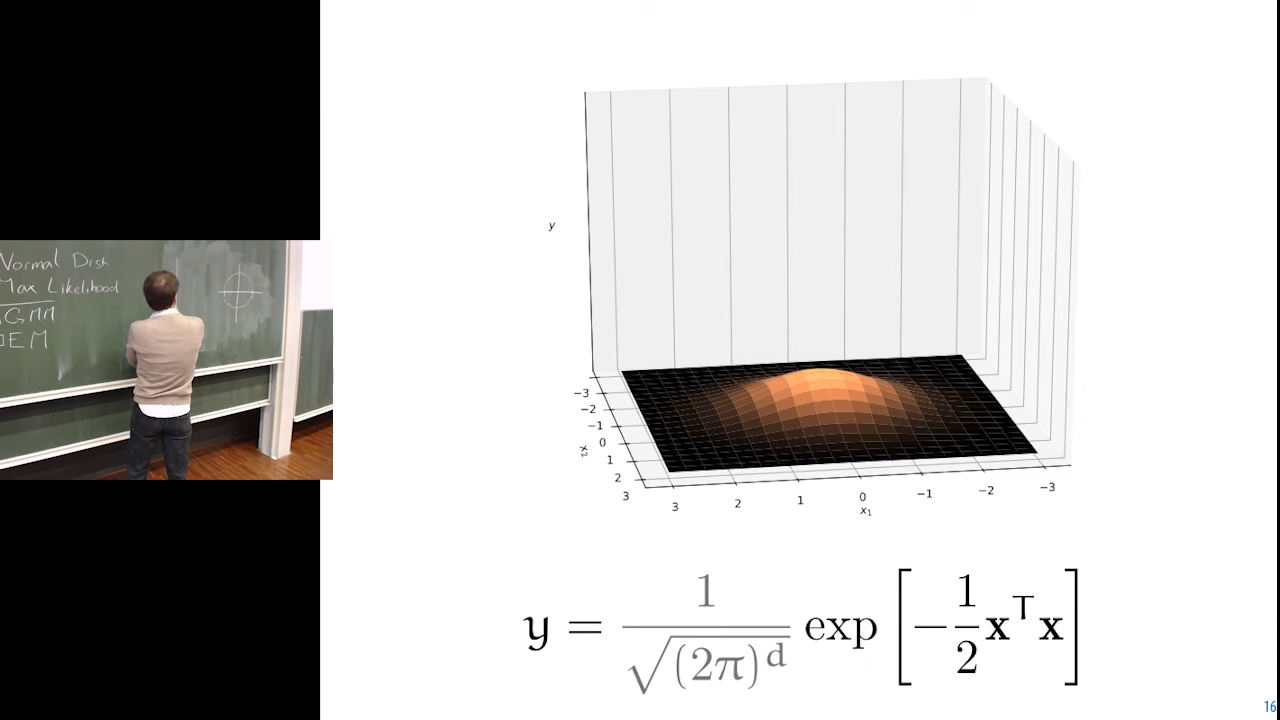 Normal Dist
Max Likelihood
GMM
EM
y
−3
−2
−1
0
1
2
3
x₂
3
2
1
0
−1
−2
−3
x₁
y = 1/√((2π)^d) exp[−1/2 x^T x]
16